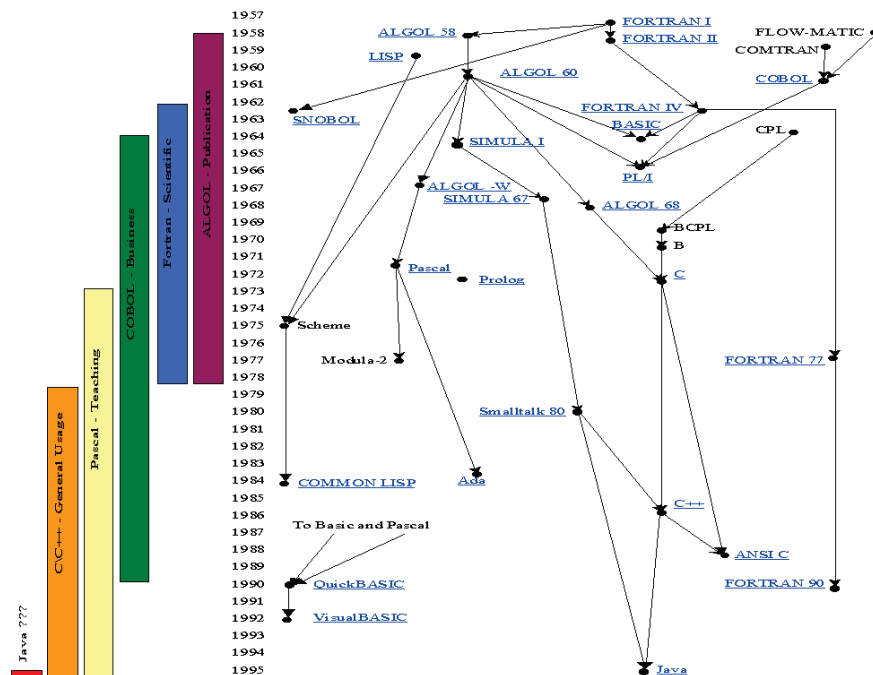 1957
1958
1959
1960
1961
1962
1963
1964
1965
1966
1967
1968
1969
1970
1971
1972
1973
1974
1975
1976
1977
1978
1979
1980
1981
1982
1983
1984
1985
1986
1987
1988
1989
1990
1991
1992
1993
1994
1995
Java ???
C\C++ - General Usage
Pascal - Teaching
COBOL - Business
Fortran - Scientific
ALGOL - Publication
FORTRAN I
ALGOL 58
FORTRAN II
FLOW-MATIC
COMTRAN
LISP
ALGOL 60
COBOL
FORTRAN IV
SNOBOL
BASIC
CPL
SIMULA I
PL/I
ALGOL -W
SIMULA 67
ALGOL 68
BCPL
B
Pascal
Prolog
C
Scheme
Modula-2
FORTRAN 77
Smalltalk 80
COMMON LISP
Ada
C++
To Basic and Pascal
ANSI C
QuickBASIC
FORTRAN 90
VisualBASIC
Java